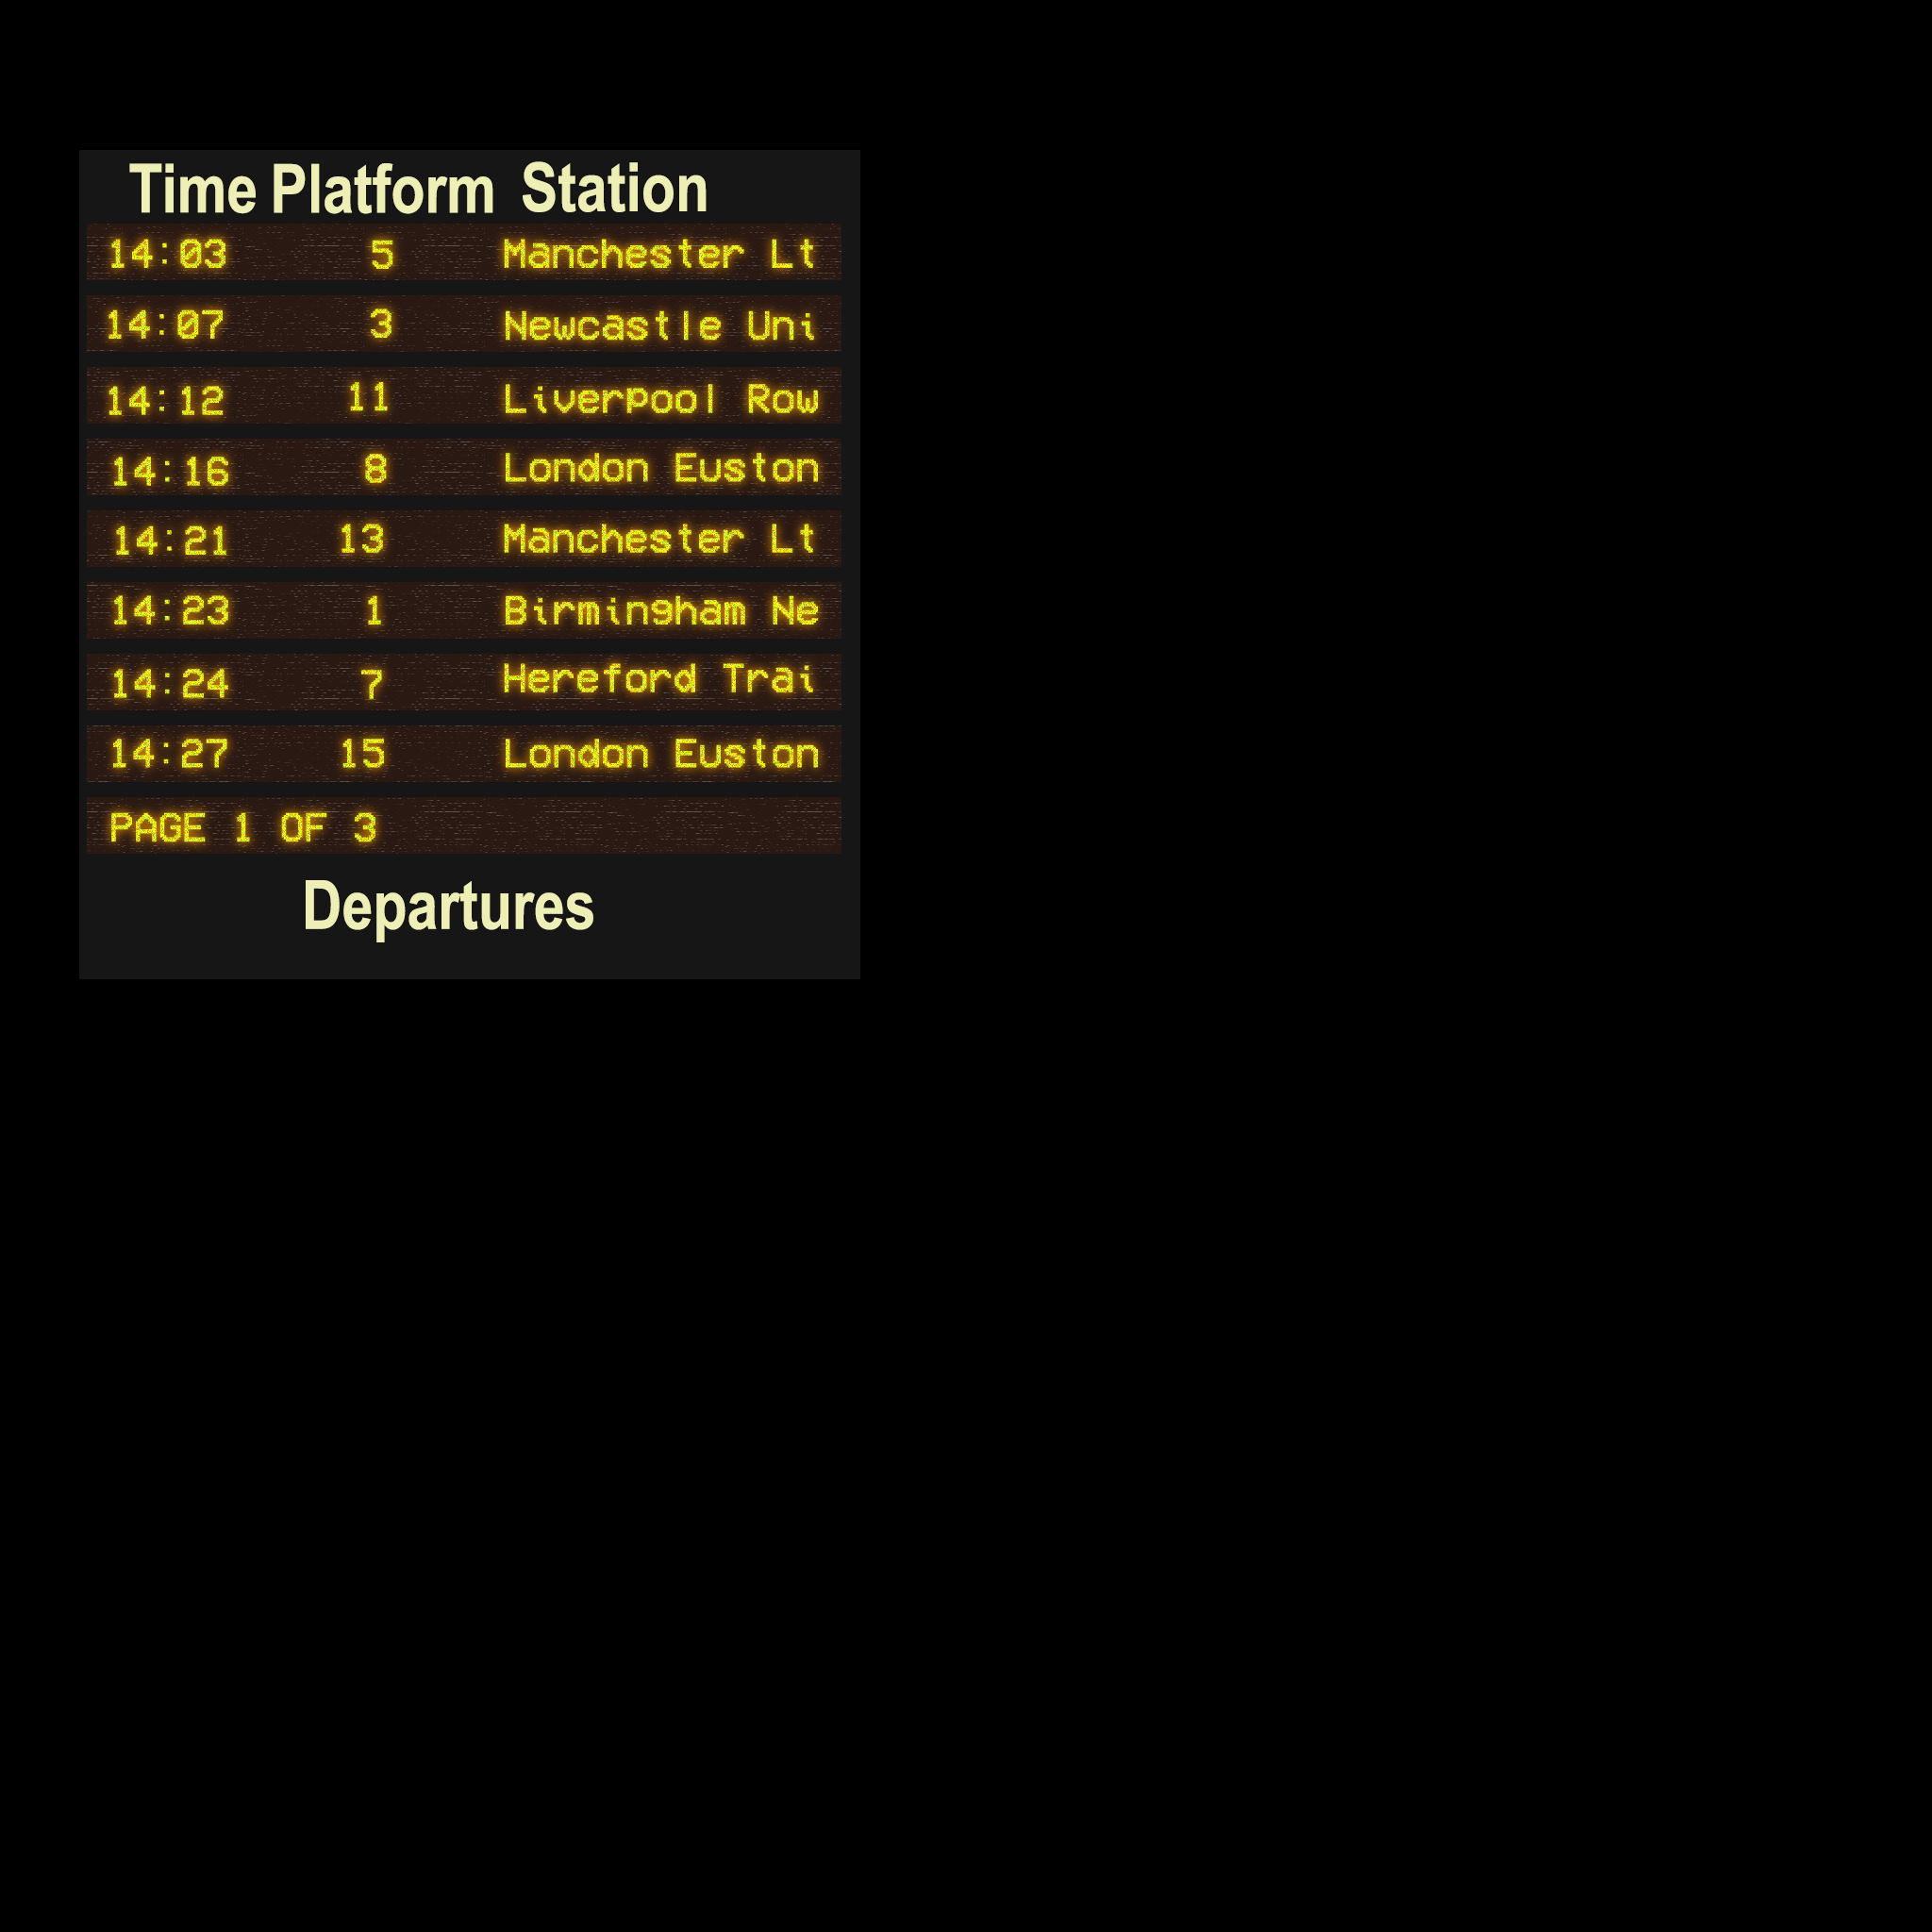 Time Platform Station
14:03 5 Manchester Lt
14:07 3 Newcastle Uni
14:12 11 Liverpool Row
14:16 8 London Euston
14:21 13 Manchester Lt
14:23 1 Birmingham Ne
14:24 7 Hereford Trai
14:27 15 London Euston
PAGE 1 OF 3
Departures